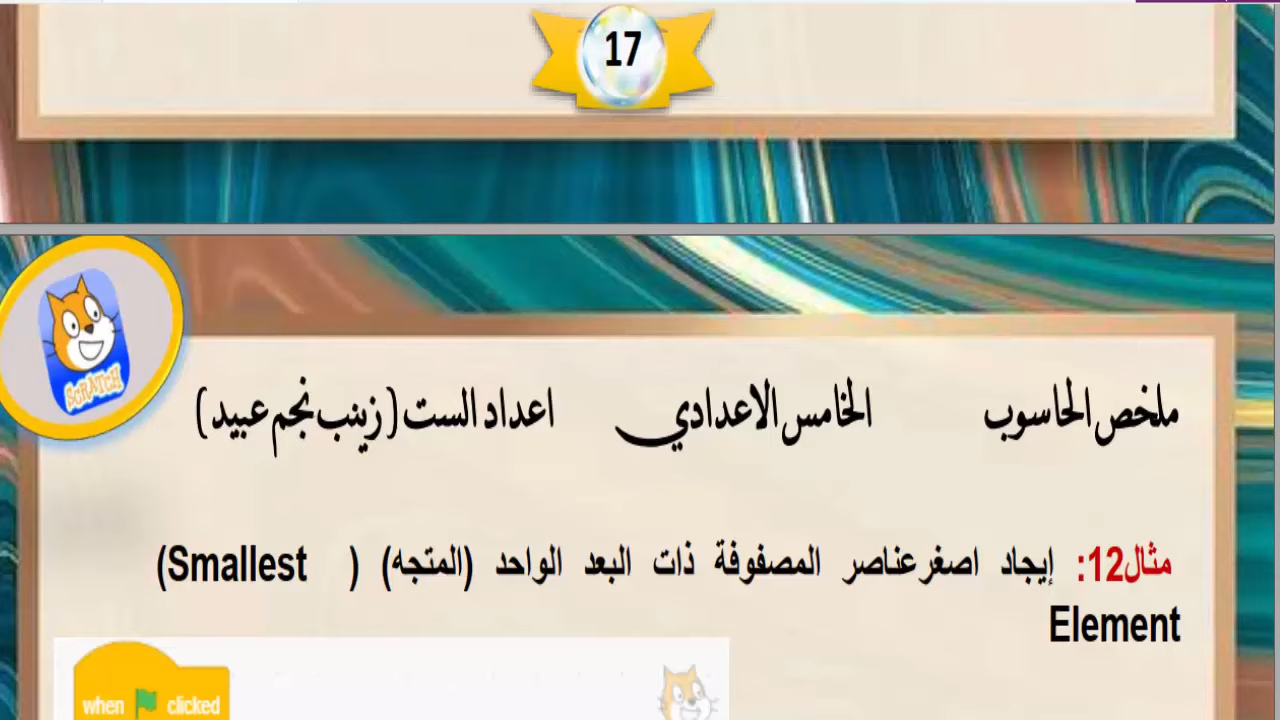 17
SCRATCH
ملخص الحاسوب الخامس الاعدادي اعداد الست (زينب نجم عبيد)
مثال12: إيجاد اصغرعناصر المصفوفة ذات البعد الواحد (المتجه) ( Smallest)
Element
when clicked